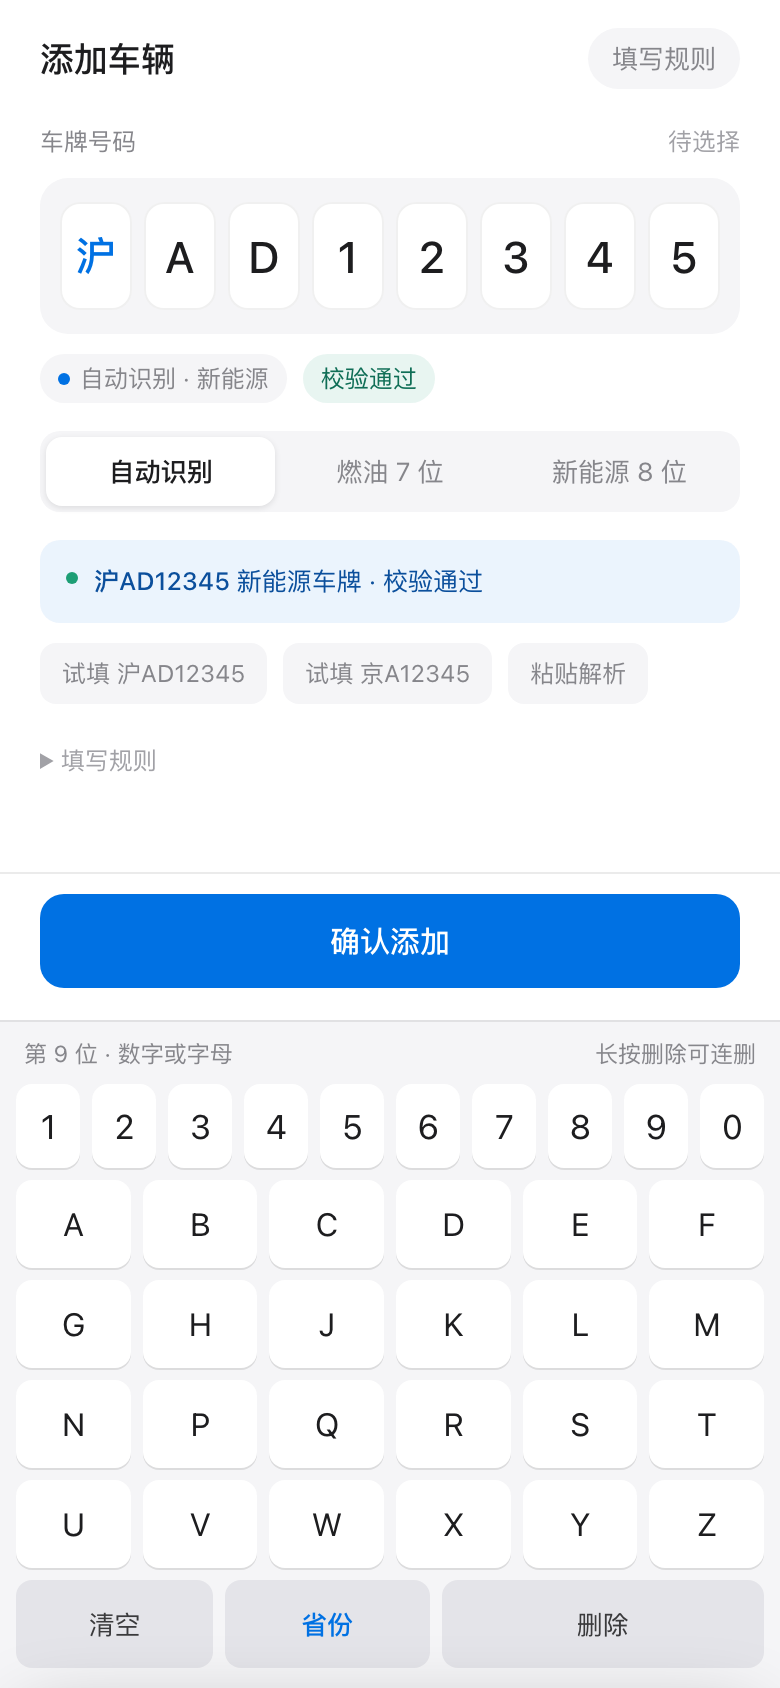 添加车辆 填写规则
车牌号码 待选择
沪 A D 1 2 3 4 5
自动识别 · 新能源 校验通过
自动识别 燃油 7 位 新能源 8 位
沪AD12345 新能源车牌 · 校验通过
试填 沪AD12345 试填 京A12345 粘贴解析
▶ 填写规则
确认添加
第 9 位 · 数字或字母 长按删除可连删
1 2 3 4 5 6 7 8 9 0
A B C D E F
G H J K L M
N P Q R S T
U V W X Y Z
清空 省份 删除